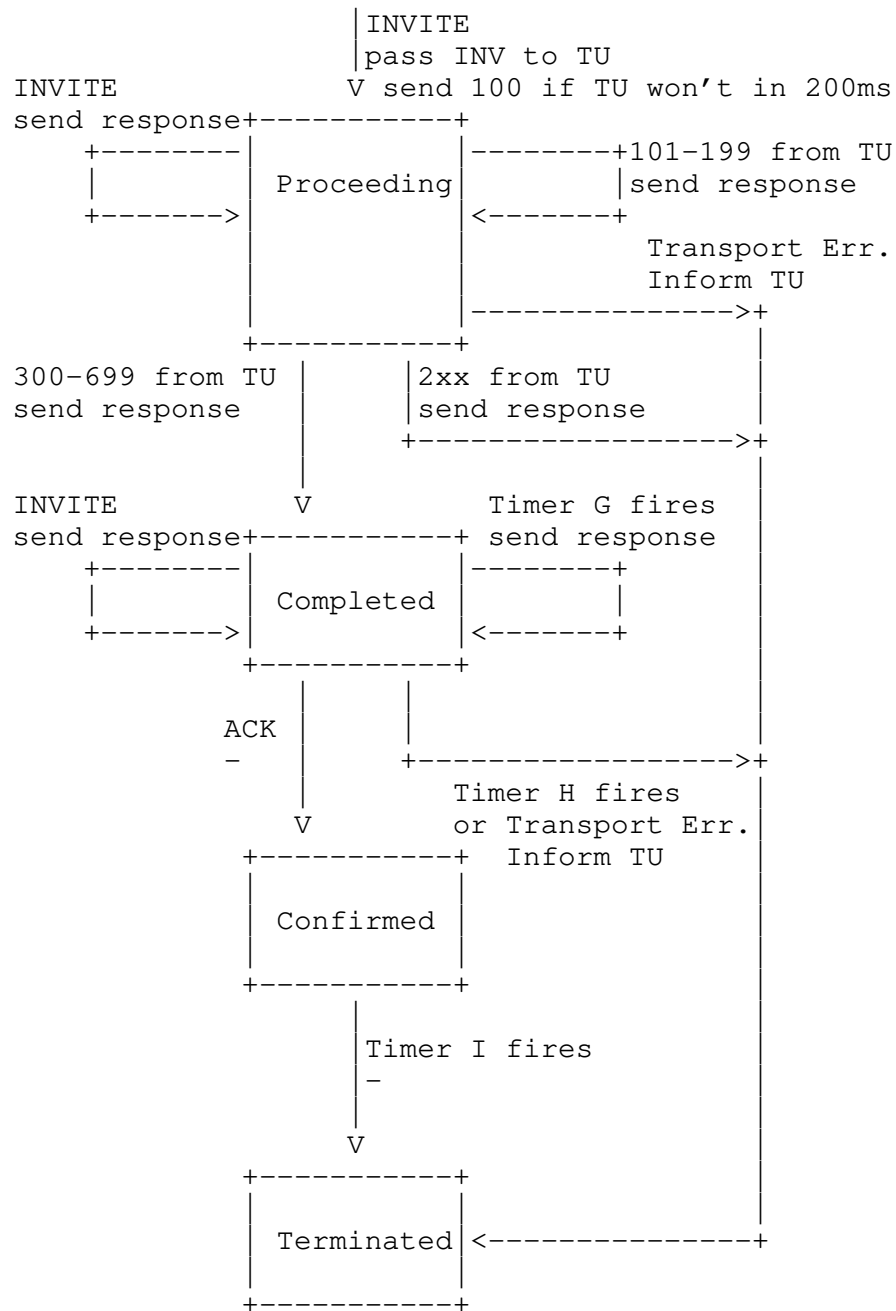 |INVITE
|pass INV to TU
INVITE V send 100 if TU won't in 200ms
send response+-----------+
+--------| |--------+101-199 from TU
| | Proceeding| |send response
+------->| |<-------+
| | Transport Err.
| | Inform TU
| |--------------->+
+-----------+ |
300-699 from TU | |2xx from TU |
send response | |send response |
| +------------------>+
| |
INVITE V Timer G fires |
send response+-----------+ send response |
+--------| |--------+ |
| | Completed | | |
+------->| |<-------+ |
+-----------+ |
| | |
ACK | | |
- | +------------------>+
| Timer H fires |
V or Transport Err.|
+-----------+ Inform TU |
| | |
| Confirmed | |
| | |
+-----------+ |
| |
|Timer I fires |
|- |
| |
V |
+-----------+ |
| | |
| Terminated|<---------------+
| |
+-----------+